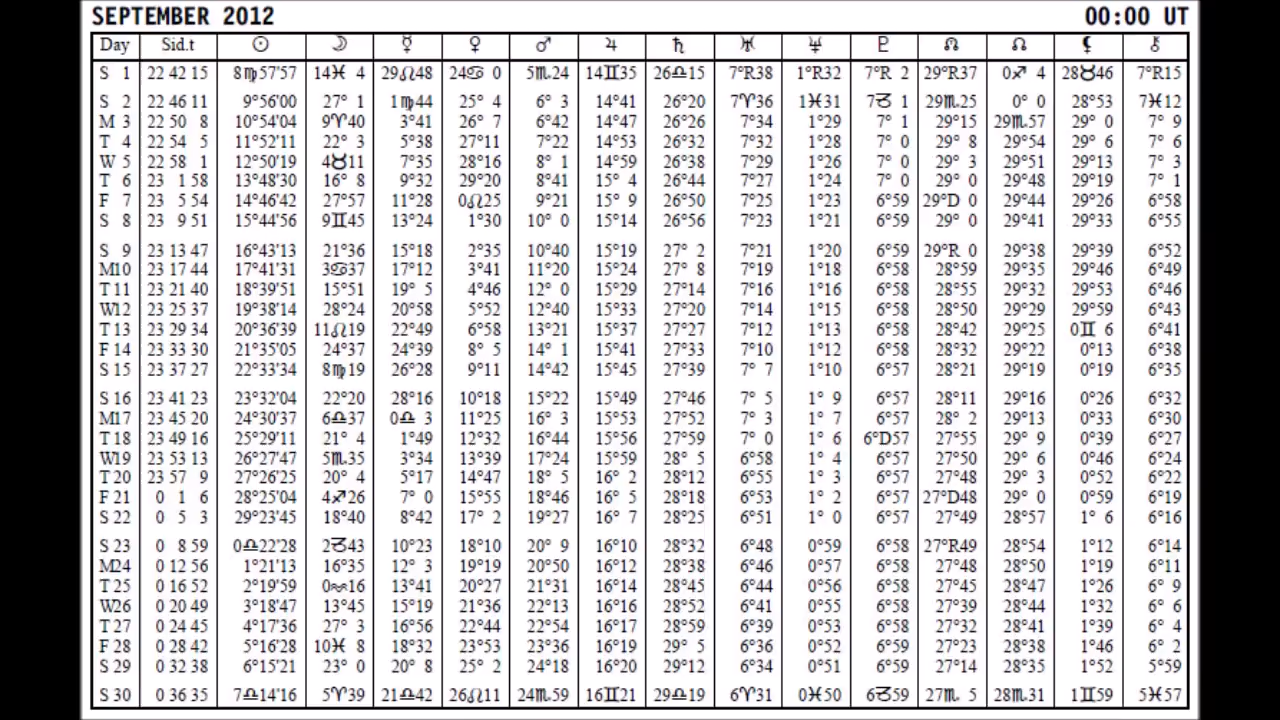 SEPTEMBER 2012 00:00 UT
Day Sid.t ☉ ☽ ☿ ♀ ♂ ♃ ♄ ♅ ♆ ♇ ☊ ☊ ⚸ ⚷
S 1 22 42 15 8♍57'57 14♓ 4 29♌48 24♋ 0 5♏24 14♊35 26♎15 7°R38 1°R32 7°R 2 29°R37 0♐ 4 28♉46 7°R15
S 2 22 46 11 9°56'00 27° 1 1♍44 25° 4 6° 3 14°41 26°20 7♈36 1♓31 7♑ 1 29♏25 0° 0 28°53 7♓12
M 3 22 50 8 10°54'04 9♈40 3°41 26° 7 6°42 14°47 26°26 7°34 1°29 7° 1 29°15 29♏57 29° 0 7° 9
T 4 22 54 5 11°52'11 22° 3 5°38 27°11 7°22 14°53 26°32 7°32 1°28 7° 0 29° 8 29°54 29° 6 7° 6
W 5 22 58 1 12°50'19 4♉11 7°35 28°16 8° 1 14°59 26°38 7°29 1°26 7° 0 29° 3 29°51 29°13 7° 3
T 6 23 1 58 13°48'30 16° 8 9°32 29°20 8°41 15° 4 26°44 7°27 1°24 7° 0 29° 0 29°48 29°19 7° 1
F 7 23 5 54 14°46'42 27°57 11°28 0♌25 9°21 15° 9 26°50 7°25 1°23 6°59 29°D 0 29°44 29°26 6°58
S 8 23 9 51 15°44'56 9♊45 13°24 1°30 10° 0 15°14 26°56 7°23 1°21 6°59 29° 0 29°41 29°33 6°55
S 9 23 13 47 16°43'13 21°36 15°18 2°35 10°40 15°19 27° 2 7°21 1°20 6°59 29°R 0 29°38 29°39 6°52
M10 23 17 44 17°41'31 3♋37 17°12 3°41 11°20 15°24 27° 8 7°19 1°18 6°58 28°59 29°35 29°46 6°49
T 11 23 21 40 18°39'51 15°51 19° 5 4°46 12° 0 15°29 27°14 7°16 1°16 6°58 28°55 29°32 29°53 6°46
W12 23 25 37 19°38'14 28°24 20°58 5°52 12°40 15°33 27°20 7°14 1°15 6°58 28°50 29°29 29°59 6°43
T 13 23 29 34 20°36'39 11♌19 22°49 6°58 13°21 15°37 27°27 7°12 1°13 6°58 28°42 29°25 0♊ 6 6°41
F 14 23 33 30 21°35'05 24°37 24°39 8° 5 14° 1 15°41 27°33 7°10 1°12 6°58 28°32 29°22 0°13 6°38
S 15 23 37 27 22°33'34 8♍19 26°28 9°11 14°42 15°45 27°39 7° 7 1°10 6°58 28°21 29°19 0°19 6°35
S 16 23 41 23 23°32'04 22°20 28°16 10°18 15°22 15°49 27°46 7° 5 1° 9 6°57 28°11 29°16 0°26 6°32
M17 23 45 20 24°30'37 6♎37 0♎ 3 11°25 16° 3 15°53 27°52 7° 3 1° 7 6°57 28° 2 29°13 0°33 6°30
T 18 23 49 16 25°29'11 21° 4 1°49 12°32 16°44 15°56 27°59 7° 0 1° 6 6°D57 27°55 29° 9 0°39 6°27
W19 23 53 13 26°27'47 5♏35 3°34 13°39 17°24 15°59 28° 5 6°58 1° 4 6°57 27°50 29° 6 0°46 6°24
T 20 23 57 9 27°26'25 20° 4 5°17 14°47 18° 5 16° 2 28°12 6°55 1° 3 6°57 27°48 29° 3 0°52 6°22
F 21 0 1 6 28°25'04 4♐26 7° 0 15°55 18°46 16° 5 28°18 6°53 1° 2 6°57 27°D48 29° 0 0°59 6°19
S 22 0 5 3 29°23'45 18°40 8°42 17° 2 19°27 16° 7 28°25 6°51 1° 0 6°57 27°49 28°57 1° 6 6°16
S 23 0 8 59 0♎22'28 2♑43 10°23 18°10 20° 9 16°10 28°32 6°48 0°59 6°58 27°R49 28°54 1°12 6°14
M24 0 12 56 1°21'13 16°35 12° 3 19°19 20°50 16°12 28°38 6°46 0°57 6°58 27°48 28°50 1°19 6°11
T 25 0 16 52 2°19'59 0♒16 13°41 20°27 21°31 16°14 28°45 6°44 0°56 6°58 27°45 28°47 1°26 6° 9
W26 0 20 49 3°18'47 13°45 15°19 21°36 22°13 16°16 28°52 6°41 0°55 6°58 27°39 28°44 1°32 6° 6
T 27 0 24 45 4°17'36 27° 3 16°56 22°44 22°54 16°17 28°59 6°39 0°53 6°58 27°32 28°41 1°39 6° 4
F 28 0 28 42 5°16'28 10♓ 8 18°32 23°53 23°36 16°19 29° 5 6°36 0°52 6°58 27°23 28°38 1°46 6° 2
S 29 0 32 38 6°15'21 23° 0 20° 8 25° 2 24°18 16°20 29°12 6°34 0°51 6°59 27°14 28°35 1°52 5°59
S 30 0 36 35 7♎14'16 5♈39 21♎42 26♌11 24♏59 16♊21 29♎19 6♈31 0♓50 6♑59 27♏ 5 28♏31 1♊59 5♓57